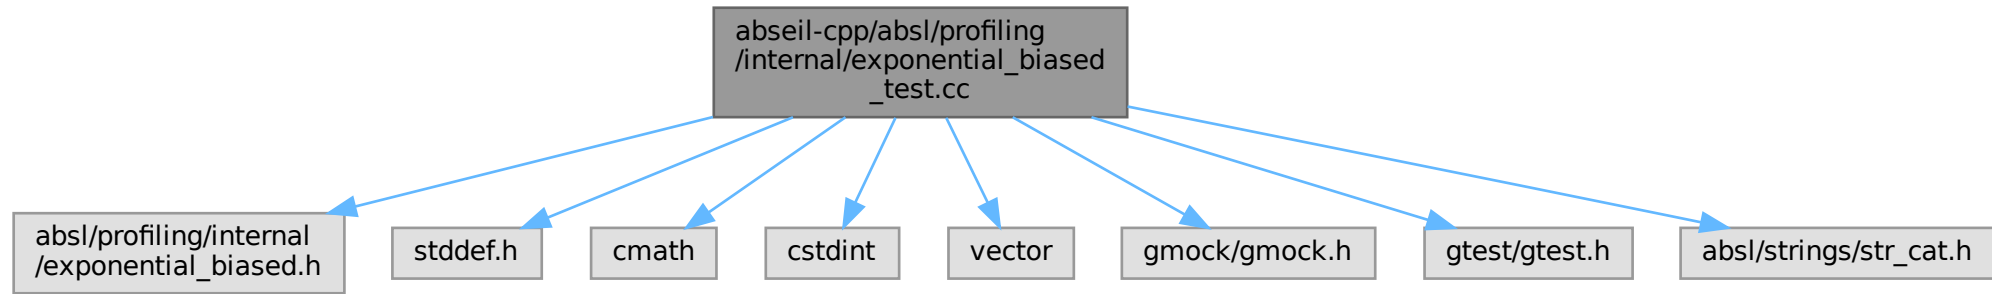 abseil-cpp/absl/profiling
/internal/exponential_biased
_test.cc
absl/profiling/internal
/exponential_biased.h
stddef.h
cmath
cstdint
vector
gmock/gmock.h
gtest/gtest.h
absl/strings/str_cat.h